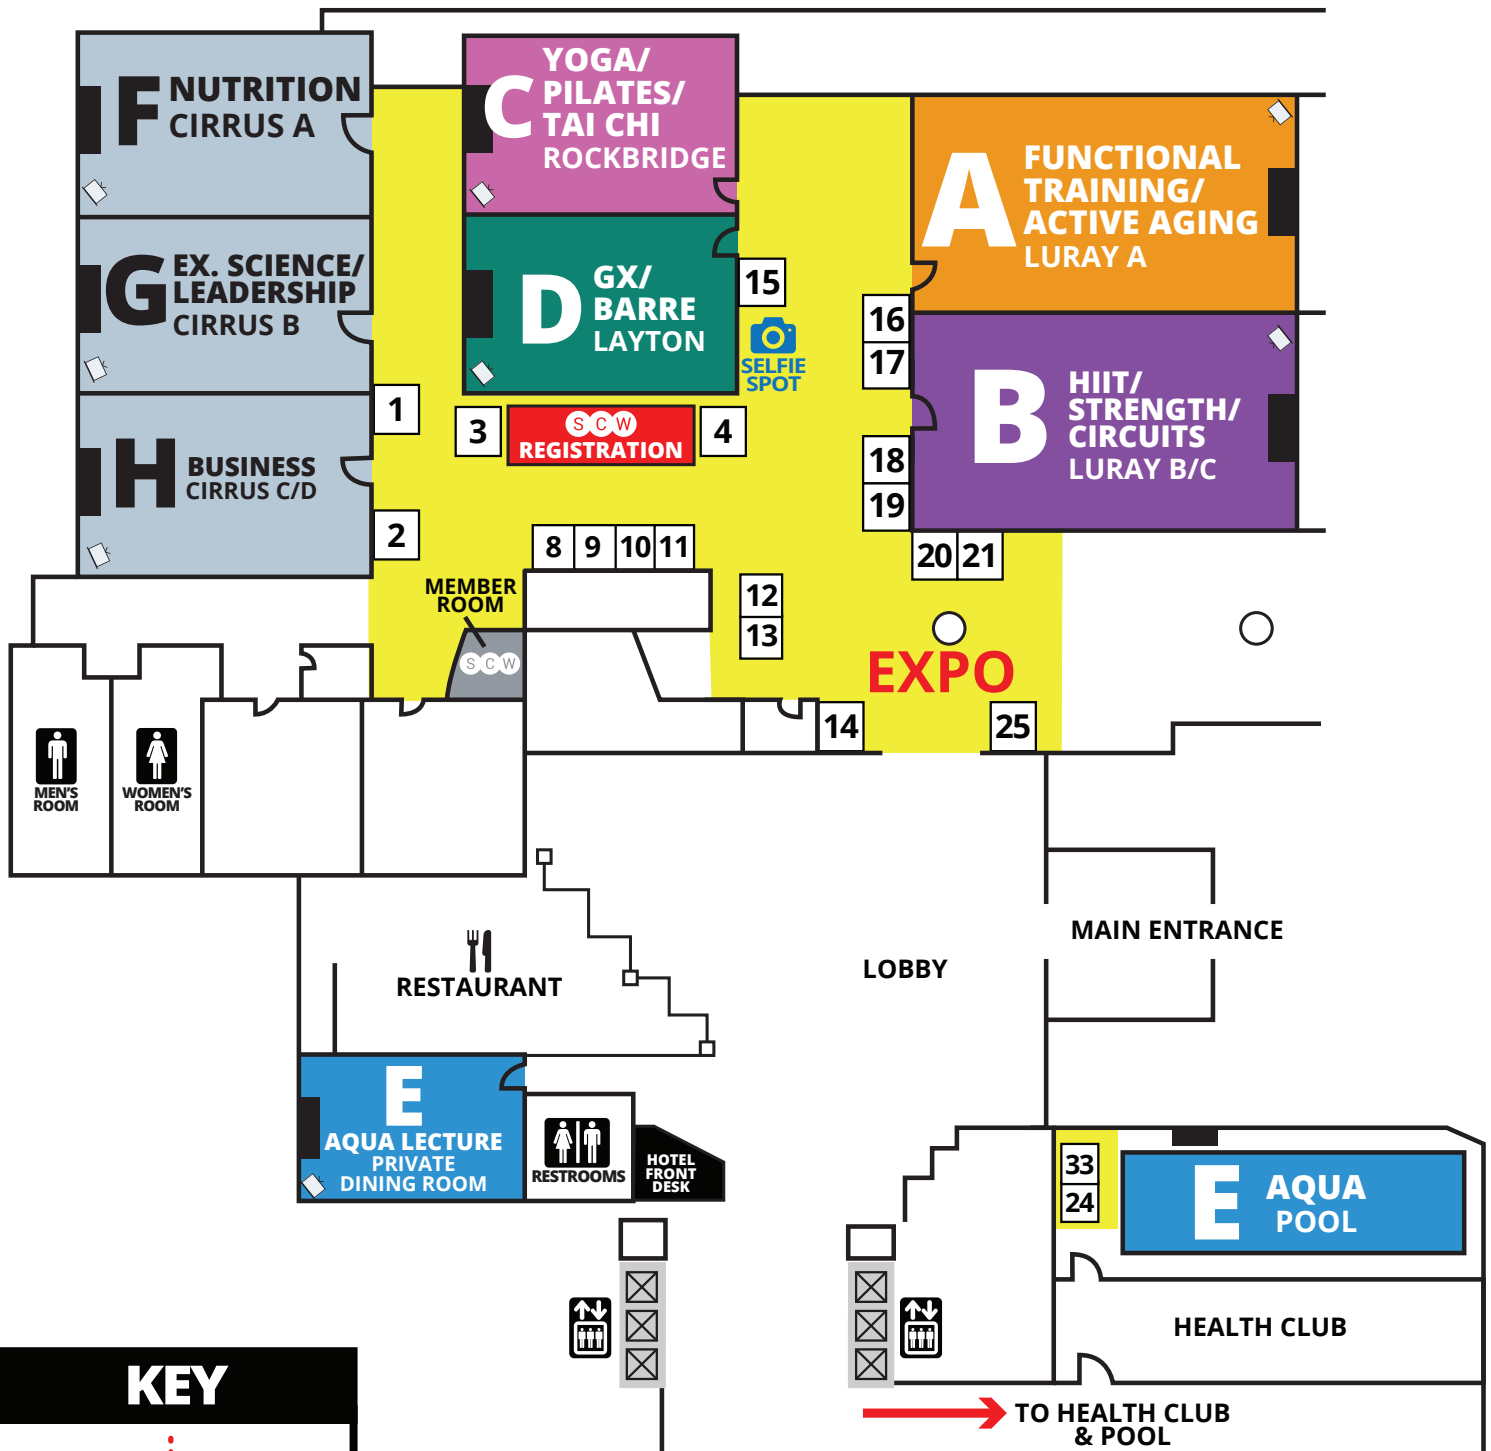 F
NUTRITION
CIRRUS A
C
YOGA/
PILATES/
TAI CHI
ROCKBRIDGE
A
FUNCTIONAL
TRAINING/
ACTIVE AGING
LURAY A
G
EX. SCIENCE/
LEADERSHIP
CIRRUS B
D
GX/
BARRE
LAYTON
15
SELFIE
SPOT
16
17
B
HIIT/
STRENGTH/
CIRCUITS
LURAY B/C
H
BUSINESS
CIRRUS C/D
1
2
3
SCW
REGISTRATION
4
18
19
20 21
8 9 10 11
12
13
MEMBER
ROOM
SCW
EXPO
14
25
MEN'S
ROOM
WOMEN'S
ROOM
RESTAURANT
LOBBY
MAIN ENTRANCE
E
AQUA LECTURE
PRIVATE
DINING ROOM
RESTROOMS
HOTEL
FRONT
DESK
33
24
E
AQUA
POOL
HEALTH CLUB
TO HEALTH CLUB
& POOL
KEY